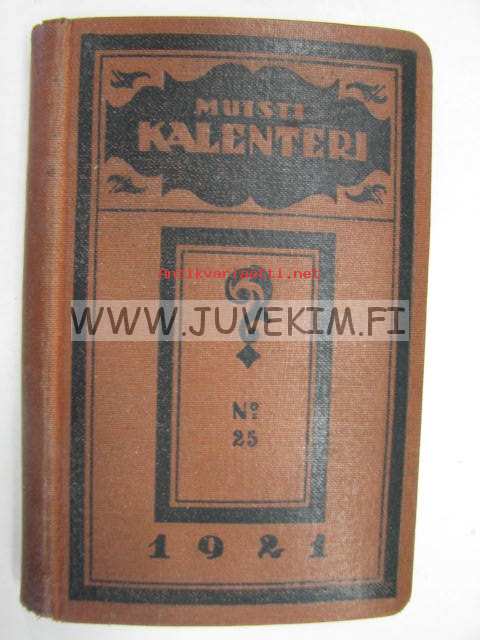 MUISTI
KALENTERI
Antikvariaatti.net
WWW.JUVEKIM.FI
Nº
25
1921